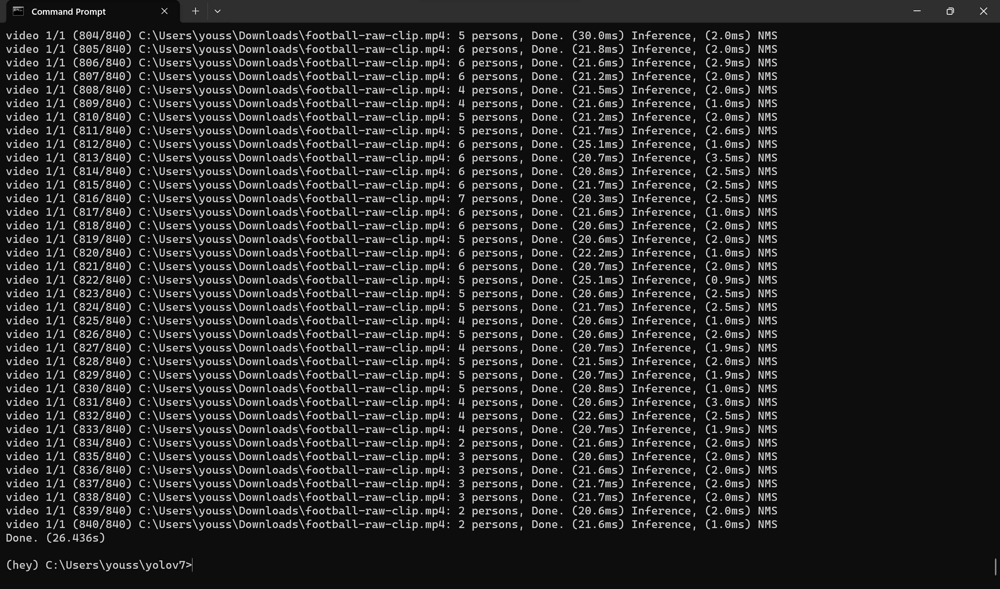 Command Prompt
video 1/1 (804/840) C:\Users\youss\Downloads\football-raw-clip.mp4: 5 persons, Done. (30.0ms) Inference, (2.0ms) NMS
video 1/1 (805/840) C:\Users\youss\Downloads\football-raw-clip.mp4: 6 persons, Done. (21.8ms) Inference, (2.0ms) NMS
video 1/1 (806/840) C:\Users\youss\Downloads\football-raw-clip.mp4: 6 persons, Done. (21.6ms) Inference, (2.9ms) NMS
video 1/1 (807/840) C:\Users\youss\Downloads\football-raw-clip.mp4: 6 persons, Done. (21.2ms) Inference, (2.0ms) NMS
video 1/1 (808/840) C:\Users\youss\Downloads\football-raw-clip.mp4: 4 persons, Done. (21.5ms) Inference, (2.0ms) NMS
video 1/1 (809/840) C:\Users\youss\Downloads\football-raw-clip.mp4: 4 persons, Done. (21.6ms) Inference, (1.0ms) NMS
video 1/1 (810/840) C:\Users\youss\Downloads\football-raw-clip.mp4: 5 persons, Done. (21.2ms) Inference, (2.0ms) NMS
video 1/1 (811/840) C:\Users\youss\Downloads\football-raw-clip.mp4: 5 persons, Done. (21.7ms) Inference, (2.6ms) NMS
video 1/1 (812/840) C:\Users\youss\Downloads\football-raw-clip.mp4: 6 persons, Done. (25.1ms) Inference, (1.0ms) NMS
video 1/1 (813/840) C:\Users\youss\Downloads\football-raw-clip.mp4: 6 persons, Done. (20.7ms) Inference, (3.5ms) NMS
video 1/1 (814/840) C:\Users\youss\Downloads\football-raw-clip.mp4: 6 persons, Done. (20.8ms) Inference, (2.5ms) NMS
video 1/1 (815/840) C:\Users\youss\Downloads\football-raw-clip.mp4: 6 persons, Done. (21.7ms) Inference, (2.5ms) NMS
video 1/1 (816/840) C:\Users\youss\Downloads\football-raw-clip.mp4: 7 persons, Done. (20.3ms) Inference, (2.5ms) NMS
video 1/1 (817/840) C:\Users\youss\Downloads\football-raw-clip.mp4: 6 persons, Done. (21.6ms) Inference, (1.0ms) NMS
video 1/1 (818/840) C:\Users\youss\Downloads\football-raw-clip.mp4: 6 persons, Done. (20.6ms) Inference, (2.0ms) NMS
video 1/1 (819/840) C:\Users\youss\Downloads\football-raw-clip.mp4: 5 persons, Done. (20.6ms) Inference, (2.0ms) NMS
video 1/1 (820/840) C:\Users\youss\Downloads\football-raw-clip.mp4: 6 persons, Done. (22.2ms) Inference, (1.0ms) NMS
video 1/1 (821/840) C:\Users\youss\Downloads\football-raw-clip.mp4: 6 persons, Done. (20.7ms) Inference, (2.0ms) NMS
video 1/1 (822/840) C:\Users\youss\Downloads\football-raw-clip.mp4: 5 persons, Done. (25.1ms) Inference, (0.9ms) NMS
video 1/1 (823/840) C:\Users\youss\Downloads\football-raw-clip.mp4: 5 persons, Done. (20.6ms) Inference, (2.5ms) NMS
video 1/1 (824/840) C:\Users\youss\Downloads\football-raw-clip.mp4: 5 persons, Done. (21.7ms) Inference, (2.5ms) NMS
video 1/1 (825/840) C:\Users\youss\Downloads\football-raw-clip.mp4: 4 persons, Done. (20.6ms) Inference, (1.0ms) NMS
video 1/1 (826/840) C:\Users\youss\Downloads\football-raw-clip.mp4: 5 persons, Done. (20.6ms) Inference, (2.0ms) NMS
video 1/1 (827/840) C:\Users\youss\Downloads\football-raw-clip.mp4: 4 persons, Done. (20.7ms) Inference, (1.9ms) NMS
video 1/1 (828/840) C:\Users\youss\Downloads\football-raw-clip.mp4: 5 persons, Done. (21.5ms) Inference, (2.0ms) NMS
video 1/1 (829/840) C:\Users\youss\Downloads\football-raw-clip.mp4: 5 persons, Done. (20.7ms) Inference, (1.9ms) NMS
video 1/1 (830/840) C:\Users\youss\Downloads\football-raw-clip.mp4: 5 persons, Done. (20.8ms) Inference, (1.0ms) NMS
video 1/1 (831/840) C:\Users\youss\Downloads\football-raw-clip.mp4: 4 persons, Done. (20.6ms) Inference, (3.0ms) NMS
video 1/1 (832/840) C:\Users\youss\Downloads\football-raw-clip.mp4: 4 persons, Done. (22.6ms) Inference, (2.5ms) NMS
video 1/1 (833/840) C:\Users\youss\Downloads\football-raw-clip.mp4: 4 persons, Done. (20.7ms) Inference, (1.9ms) NMS
video 1/1 (834/840) C:\Users\youss\Downloads\football-raw-clip.mp4: 2 persons, Done. (21.6ms) Inference, (2.0ms) NMS
video 1/1 (835/840) C:\Users\youss\Downloads\football-raw-clip.mp4: 3 persons, Done. (20.6ms) Inference, (2.0ms) NMS
video 1/1 (836/840) C:\Users\youss\Downloads\football-raw-clip.mp4: 3 persons, Done. (21.6ms) Inference, (2.0ms) NMS
video 1/1 (837/840) C:\Users\youss\Downloads\football-raw-clip.mp4: 3 persons, Done. (21.7ms) Inference, (2.0ms) NMS
video 1/1 (838/840) C:\Users\youss\Downloads\football-raw-clip.mp4: 3 persons, Done. (21.7ms) Inference, (2.0ms) NMS
video 1/1 (839/840) C:\Users\youss\Downloads\football-raw-clip.mp4: 2 persons, Done. (20.6ms) Inference, (2.0ms) NMS
video 1/1 (840/840) C:\Users\youss\Downloads\football-raw-clip.mp4: 2 persons, Done. (21.6ms) Inference, (1.0ms) NMS
Done. (26.436s)
(hey) C:\Users\youss\yolov7>